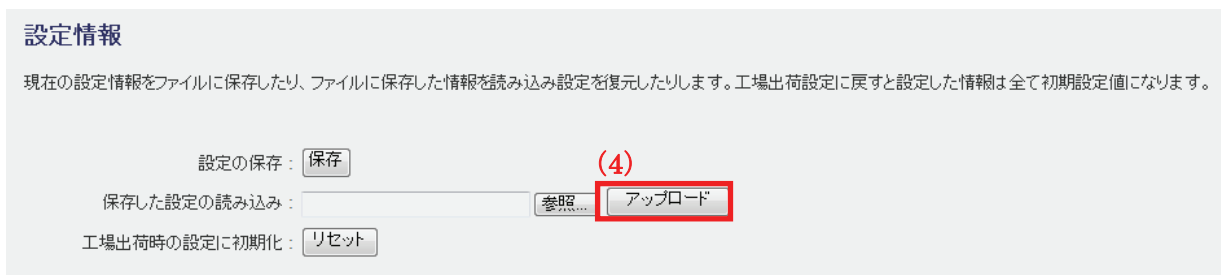 設定情報
現在の設定情報をファイルに保存したり、ファイルに保存した情報を読み込み設定を復元したりします。工場出荷設定に戻すと設定した情報は全て初期設定値になります。
設定の保存 : 保存
(4)
保存した設定の読み込み : 参照... アップロード
工場出荷時の設定に初期化 : リセット